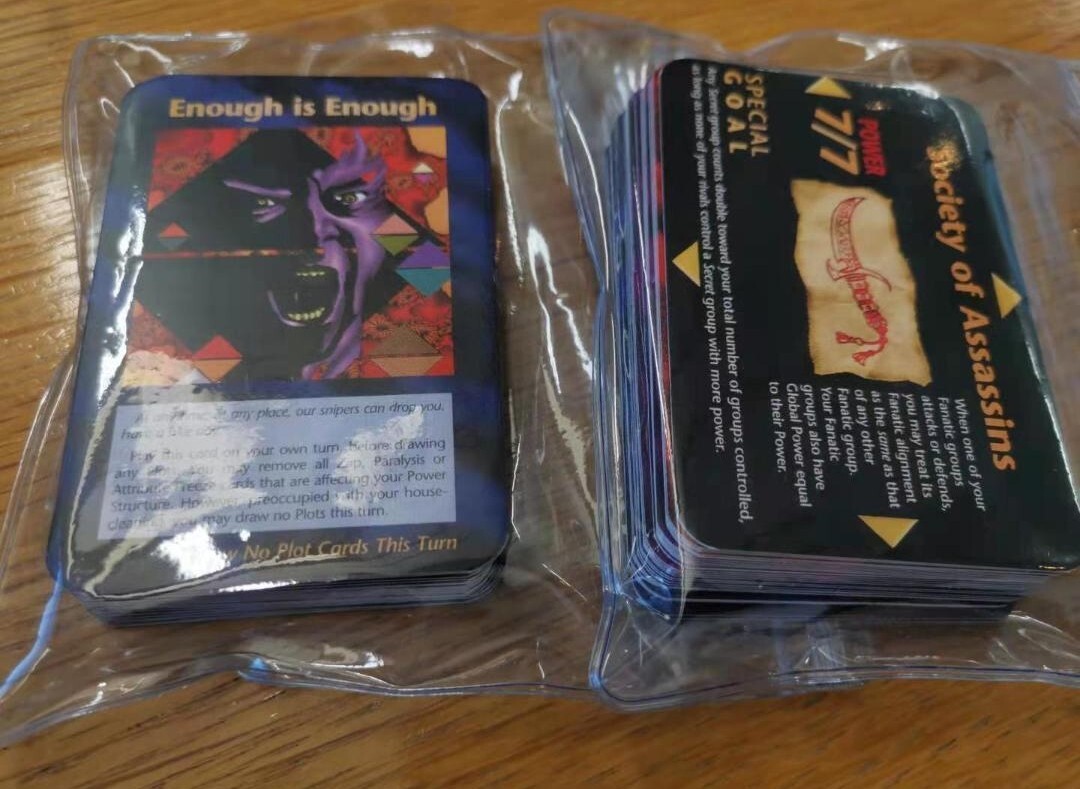 Enough is Enough
any place, our snipers can drop you.
Play this card on your own turn, before drawing
any you may remove all Zap, Paralysis or
Attribute Freeze cards that are affecting your Power
Structure. However, preoccupied with your house-
cleaning, you may draw no Plots this turn.
No Plot Cards This Turn
Society of Assassins
POWER
7/7
When one of your
Fanatic groups
attacks or defends,
you may treat its
Fanatic alignment
as the same as that
of any other
Fanatic group.
Your Fanatic
groups also have
Global Power equal
to their Power.
SPECIAL
GOAL
Any Secret group counts double toward your total number of groups controlled,
as long as none of your rivals control a Secret group with more power.